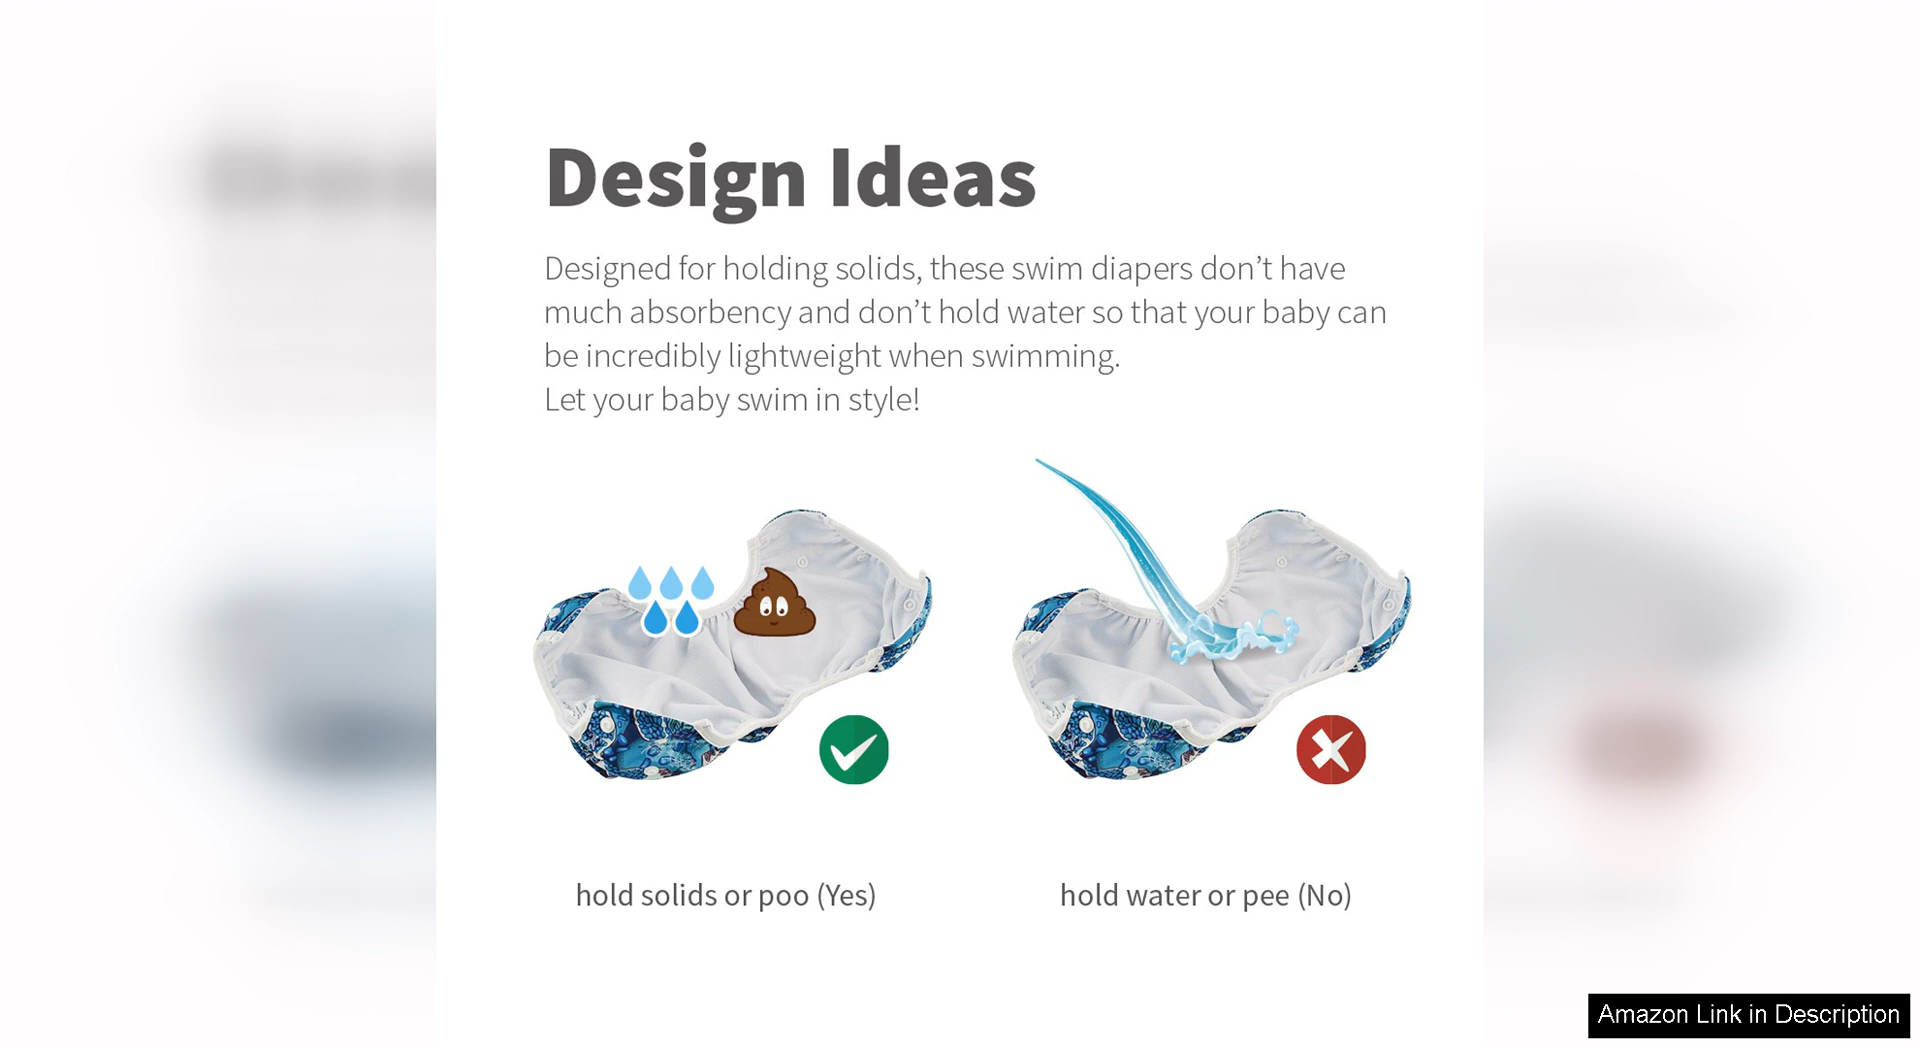 Design Ideas
Designed for holding solids, these swim diapers don’t have
much absorbency and don’t hold water so that your baby can
be incredibly lightweight when swimming.
Let your baby swim in style!
hold solids or poo (Yes)
hold water or pee (No)
Amazon Link in Description